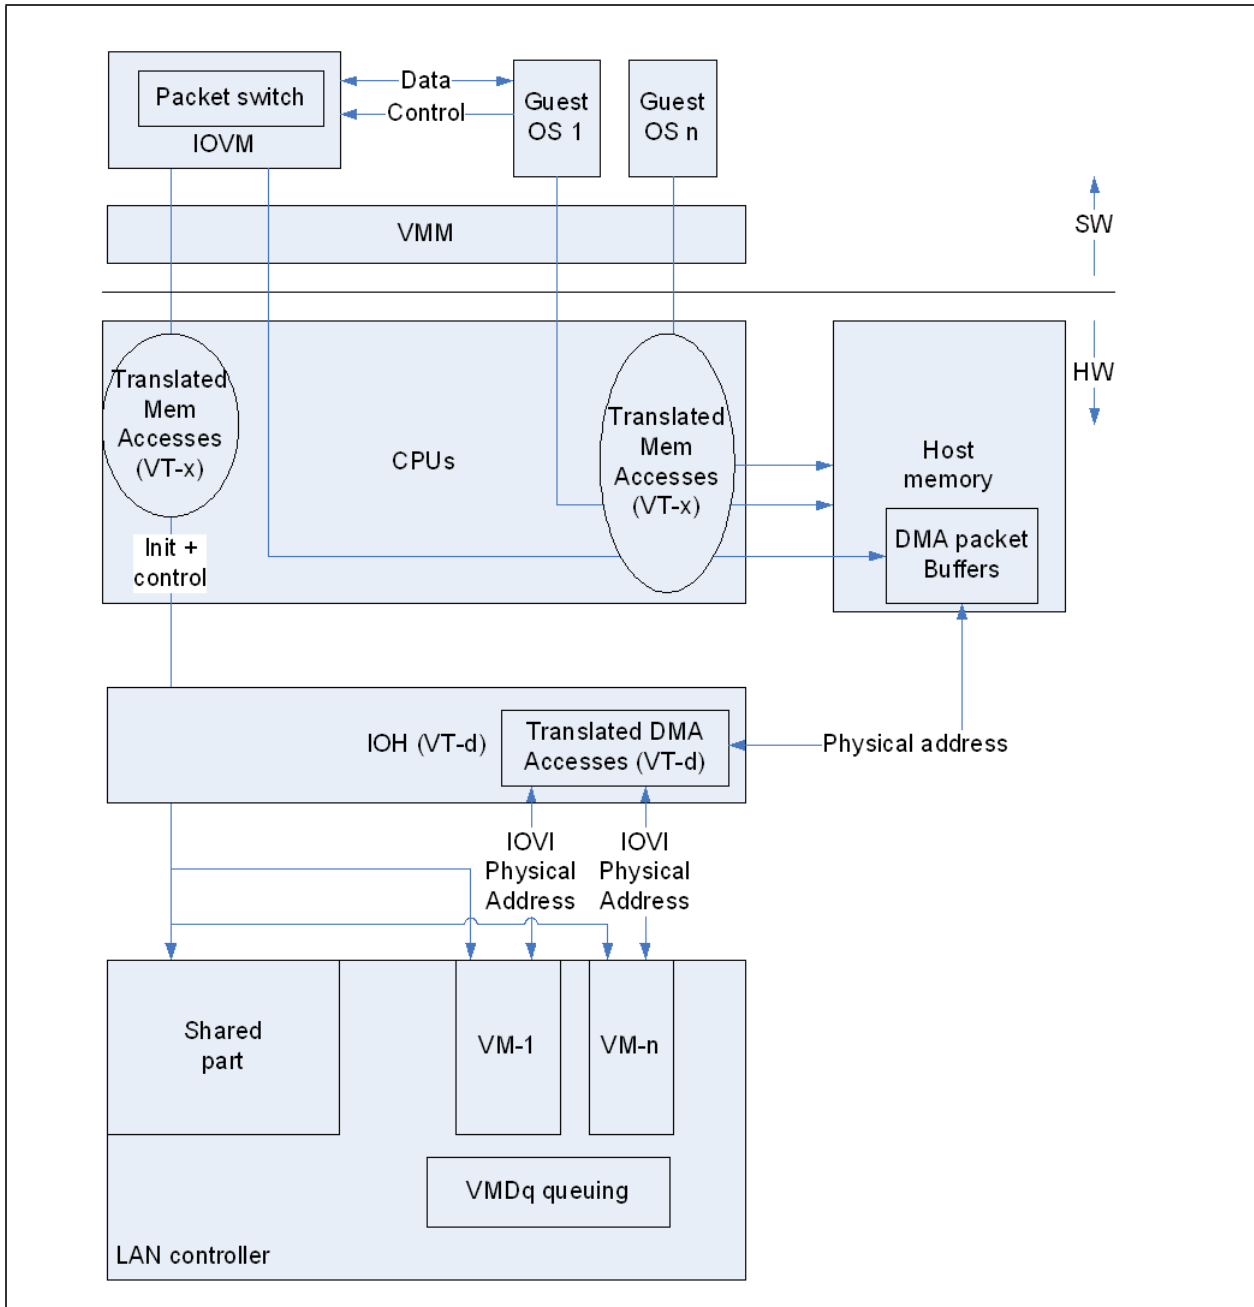 Packet switch
IOVM
Data
Control
Guest
OS 1
Guest
OS n
VMM
SW
HW
Translated
Mem
Accesses
(VT-x)
CPUs
Translated
Mem
Accesses
(VT-x)
Host
memory
DMA packet
Buffers
Init +
control
IOH (VT-d)
Translated DMA
Accesses (VT-d)
Physical address
IOVI
Physical
Address
IOVI
Physical
Address
Shared
part
VM-1
VM-n
VMDq queuing
LAN controller